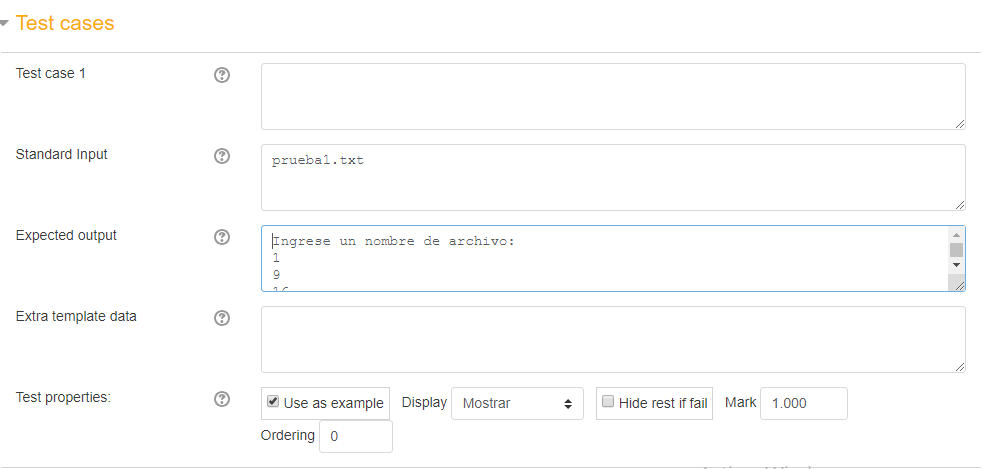 Test cases
Test case 1
Standard Input
prueba1.txt
Expected output
Ingrese un nombre de archivo:
1
9
16
Extra template data
Test properties:
Use as example Display Mostrar Hide rest if fail Mark 1.000
Ordering 0